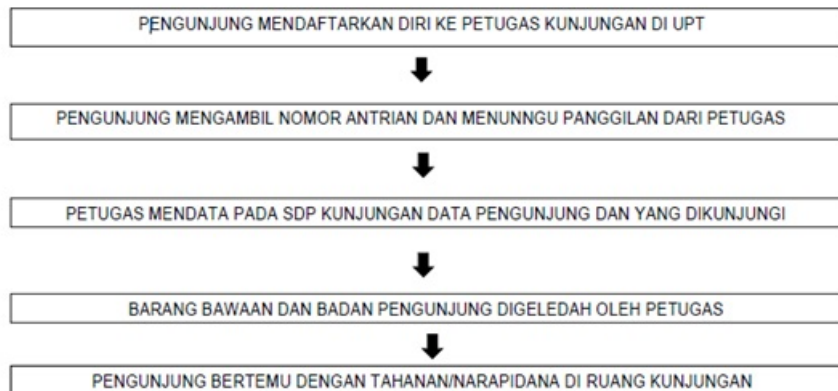 PENGUNJUNG MENDAFTARKAN DIRI KE PETUGAS KUNJUNGAN DI UPT
PENGUNJUNG MENGAMBIL NOMOR ANTRIAN DAN MENUNNGU PANGGILAN DARI PETUGAS
PETUGAS MENDATA PADA SDP KUNJUNGAN DATA PENGUNJUNG DAN YANG DIKUNJUNGI
BARANG BAWAAN DAN BADAN PENGUNJUNG DIGELEDAH OLEH PETUGAS
PENGUNJUNG BERTEMU DENGAN TAHANAN/NARAPIDANA DI RUANG KUNJUNGAN